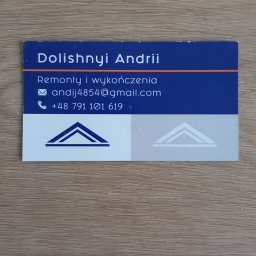 Dolishnyi Andrii
Remonty i wykończenia
andij4854@gmail.com
+48 791 101 619